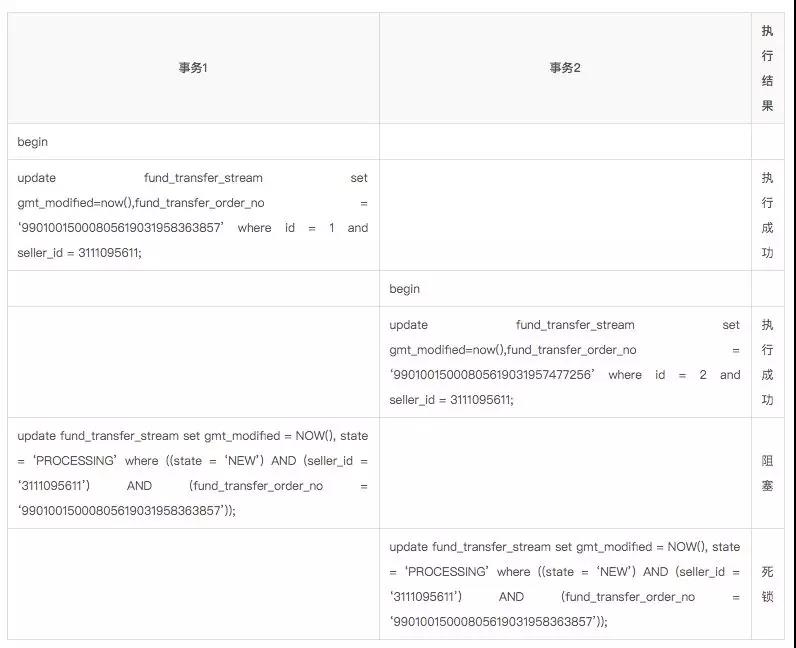 事务1
事务2
执
行
结
果
begin
update fund_transfer_stream set
gmt_modified=now(),fund_transfer_order_no =
‘99010015000805619031958363857’ where id = 1 and
seller_id = 3111095611;
执
行
成
功
begin
update fund_transfer_stream set
gmt_modified=now(),fund_transfer_order_no =
‘99010015000805619031957477256’ where id = 2 and
seller_id = 3111095611;
执
行
成
功
update fund_transfer_stream set gmt_modified = NOW(), state
= ‘PROCESSING’ where ((state = ‘NEW’) AND (seller_id =
‘3111095611’) AND (fund_transfer_order_no =
‘99010015000805619031958363857’));
阻
塞
update fund_transfer_stream set gmt_modified = NOW(), state
= ‘PROCESSING’ where ((state = ‘NEW’) AND (seller_id =
‘3111095611’) AND (fund_transfer_order_no =
‘99010015000805619031958363857’));
死
锁